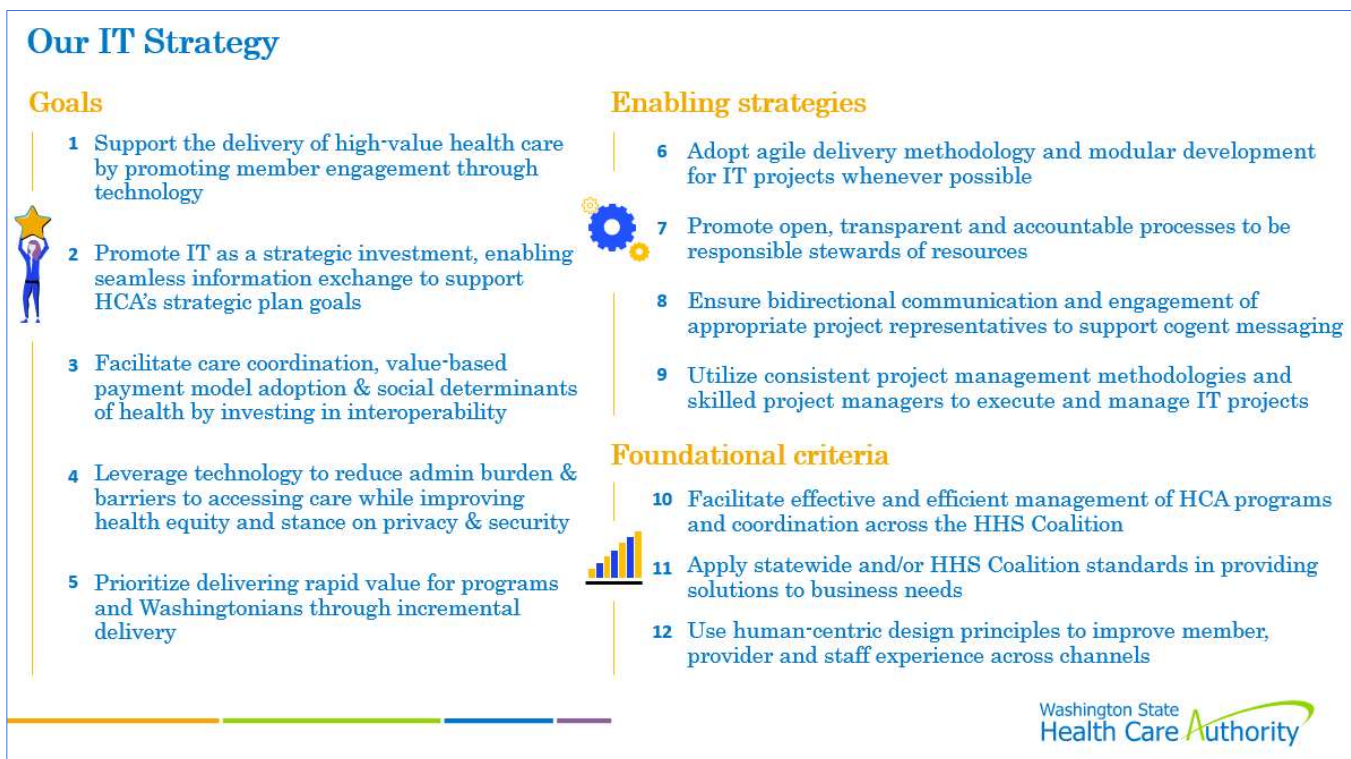 Our IT Strategy
Goals
1 Support the delivery of high-value health care
by promoting member engagement through
technology
2 Promote IT as a strategic investment, enabling
seamless information exchange to support
HCA's strategic plan goals
3 Facilitate care coordination, value-based
payment model adoption & social determinants
of health by investing in interoperability
4 Leverage technology to reduce admin burden &
barriers to accessing care while improving
health equity and stance on privacy & security
5 Prioritize delivering rapid value for programs
and Washingtonians through incremental
delivery
Enabling strategies
6 Adopt agile delivery methodology and modular development
for IT projects whenever possible
7 Promote open, transparent and accountable processes to be
responsible stewards of resources
8 Ensure bidirectional communication and engagement of
appropriate project representatives to support cogent messaging
9 Utilize consistent project management methodologies and
skilled project managers to execute and manage IT projects
Foundational criteria
10 Facilitate effective and efficient management of HCA programs
and coordination across the HHS Coalition
11 Apply statewide and/or HHS Coalition standards in providing
solutions to business needs
12 Use human-centric design principles to improve member,
provider and staff experience across channels
Washington State
Health Care Authority